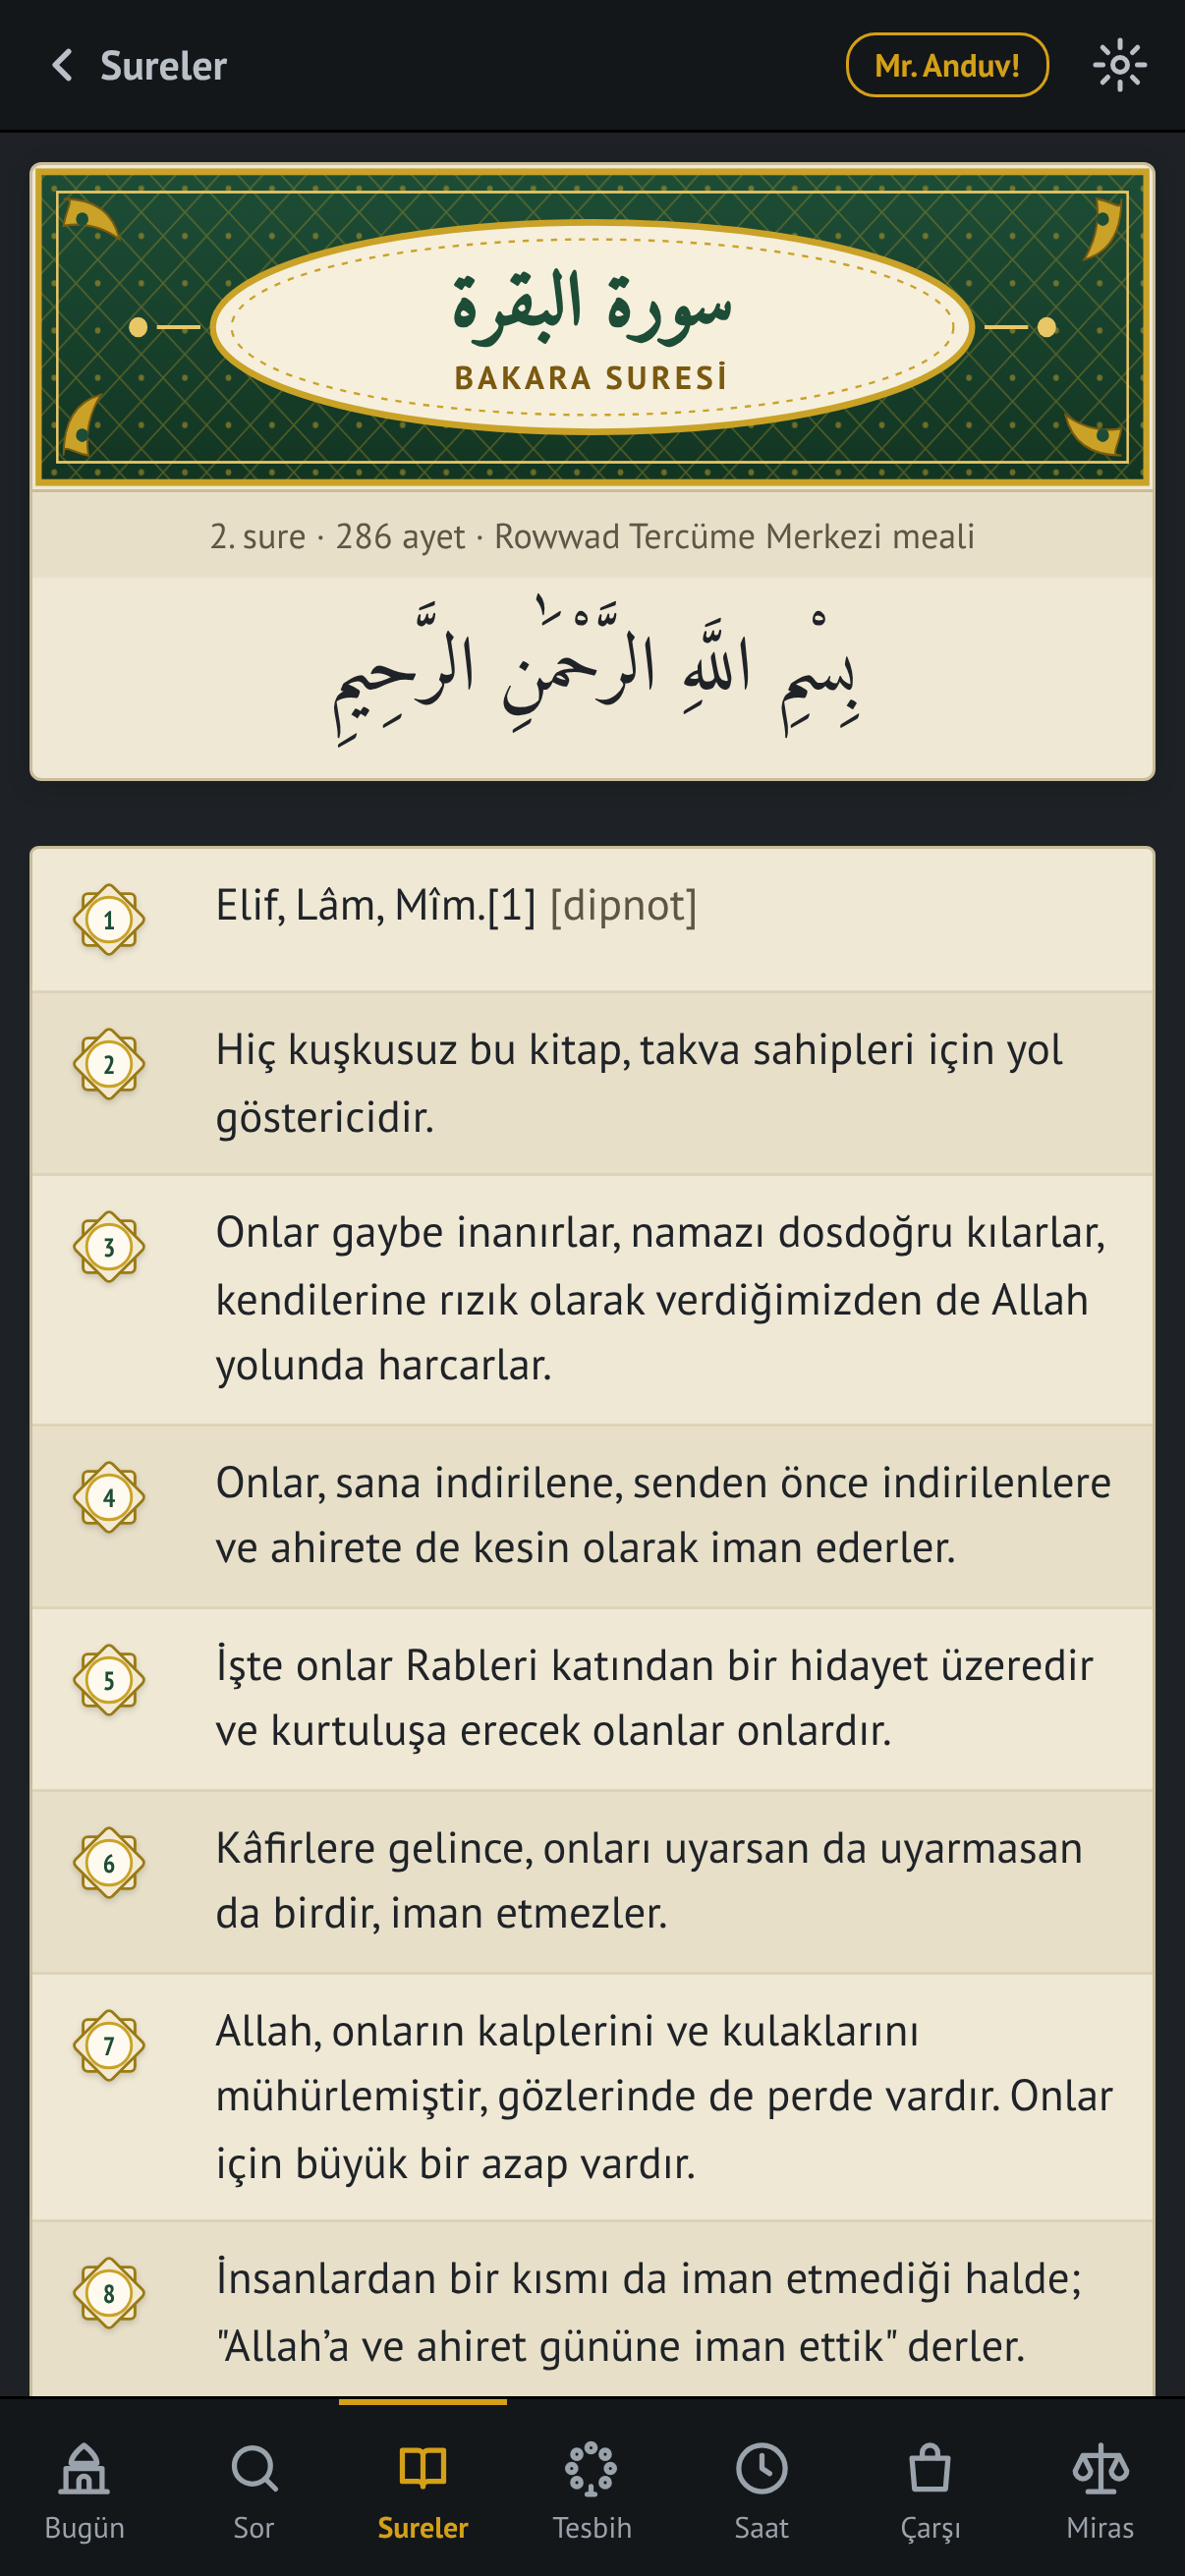 Sureler
Mr. Anduv!
سورة البقرة
BAKARA SURESİ
2. sure · 286 ayet · Rowwad Tercüme Merkezi meali
بِسْمِ اللَّهِ الرَّحْمَٰنِ الرَّحِيمِ
1
Elif, Lâm, Mîm.[1] [dipnot]
2
Hiç kuşkusuz bu kitap, takva sahipleri için yol
göstericidir.
3
Onlar gaybe inanırlar, namazı dosdoğru kılarlar,
kendilerine rızık olarak verdiğimizden de Allah
yolunda harcarlar.
4
Onlar, sana indirilene, senden önce indirilenlere
ve ahirete de kesin olarak iman ederler.
5
İşte onlar Rableri katından bir hidayet üzeredir
ve kurtuluşa erecek olanlar onlardır.
6
Kâfirlere gelince, onları uyarsan da uyarmasan
da birdir, iman etmezler.
7
Allah, onların kalplerini ve kulaklarını
mühürlemiştir, gözlerinde de perde vardır. Onlar
için büyük bir azap vardır.
8
İnsanlardan bir kısmı da iman etmediği halde;
"Allah’a ve ahiret gününe iman ettik" derler.
Bugün
Sor
Sureler
Tesbih
Saat
Çarşı
Miras